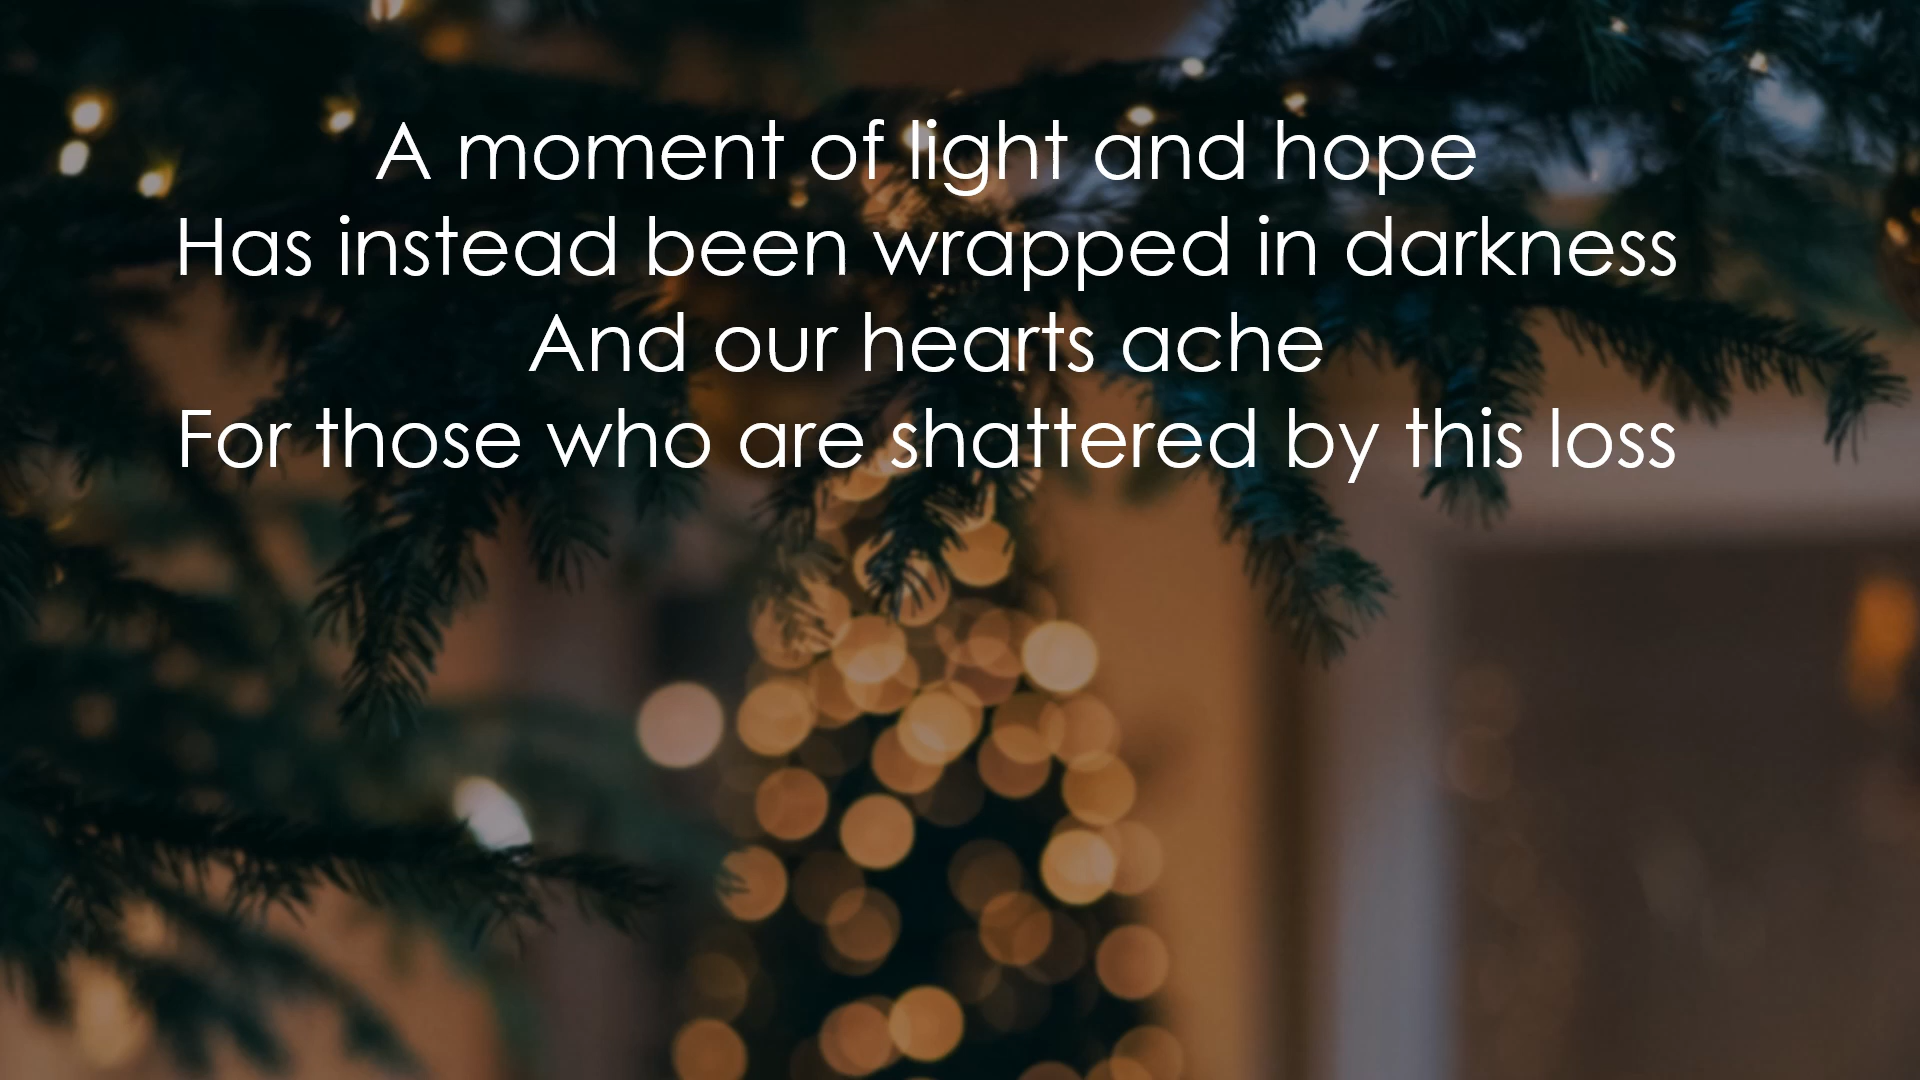 A moment of light and hope
Has instead been wrapped in darkness
And our hearts ache
For those who are shattered by this loss